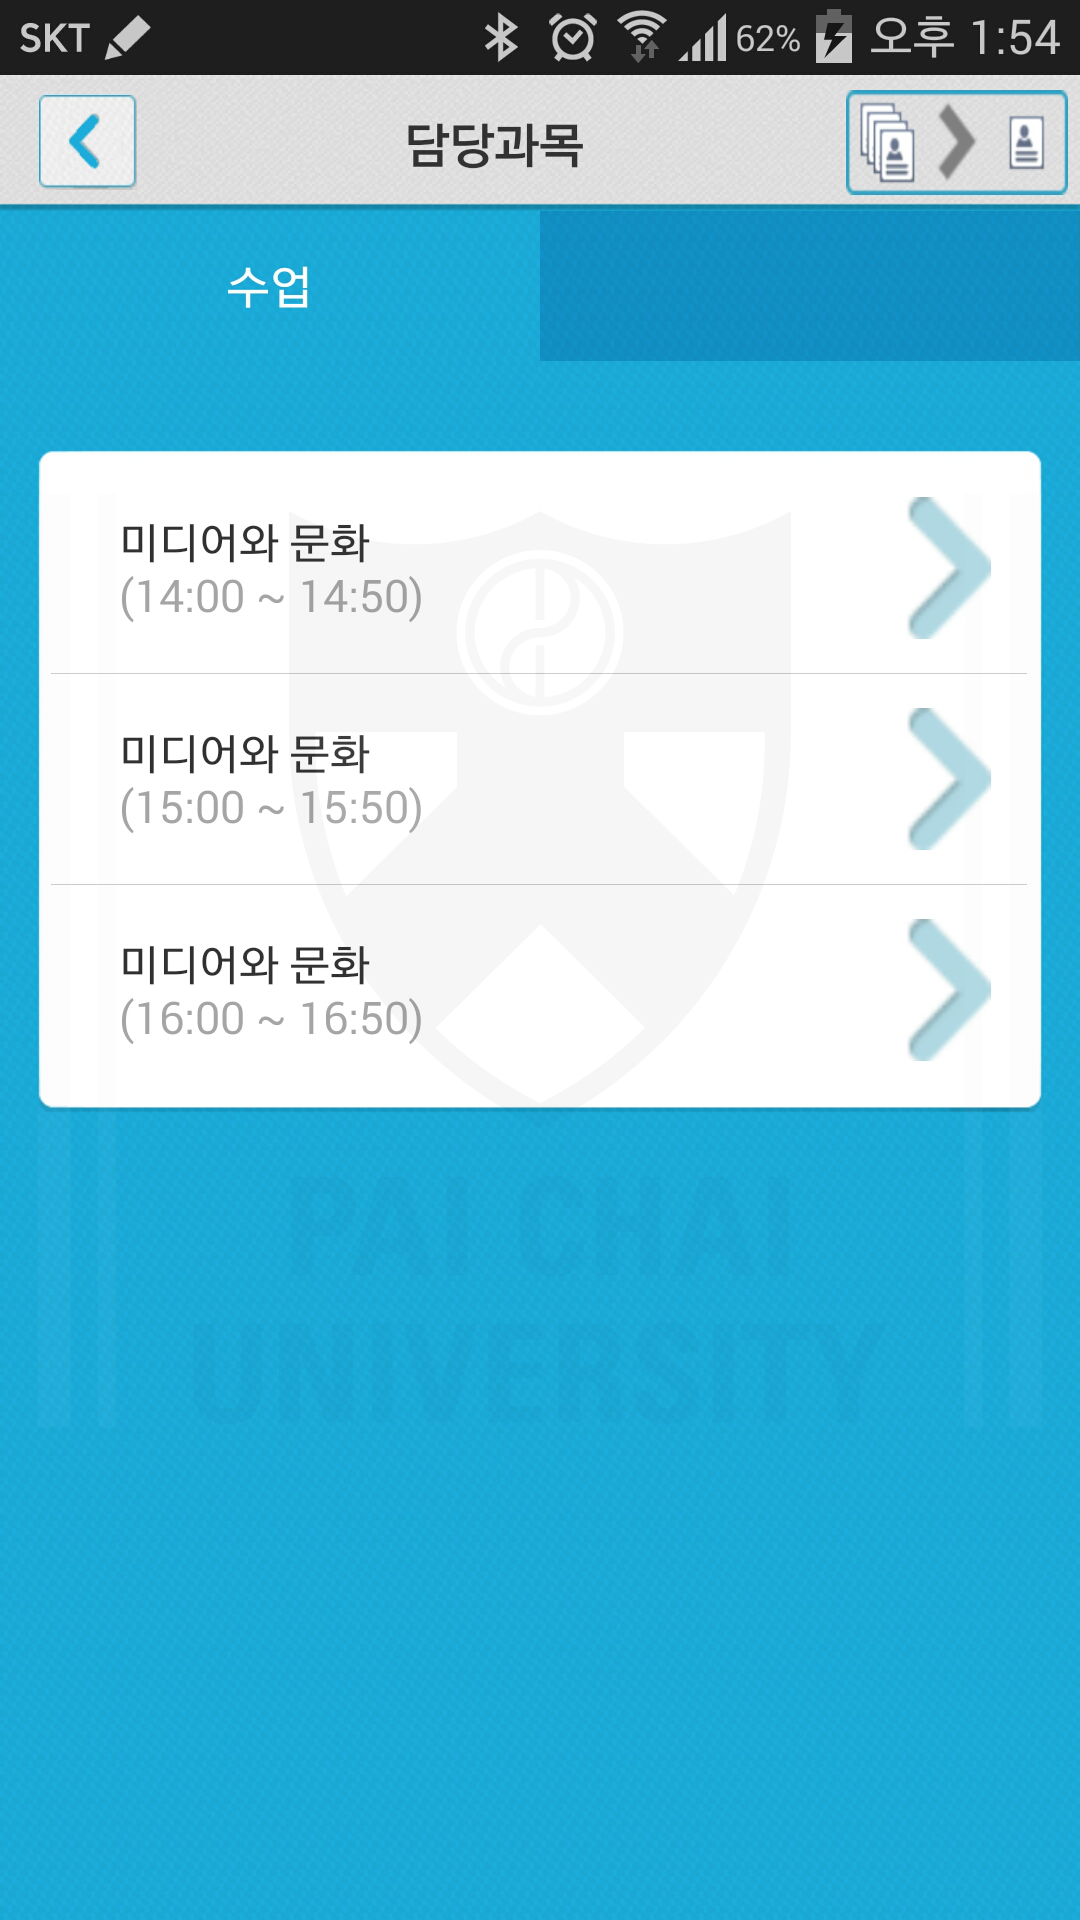 SKT 62% 오후 1:54
담당과목
수업
미디어와 문화
(14:00 ~ 14:50)
미디어와 문화
(15:00 ~ 15:50)
미디어와 문화
(16:00 ~ 16:50)
PAI CHAI
UNIVERSITY